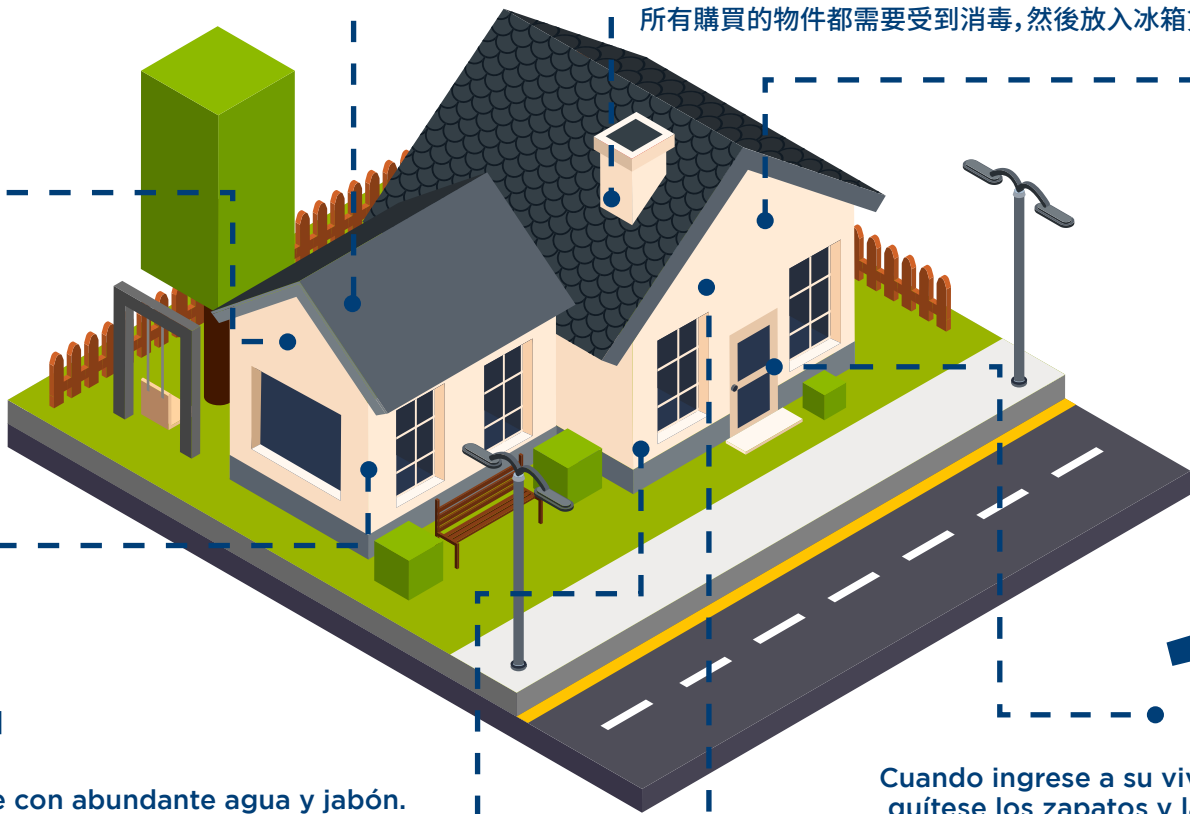 所有購買的物件都需要受到消毒，然後放入冰箱
con abundante agua y jabón.
Cuando ingrese a su
quítese los zapatos y